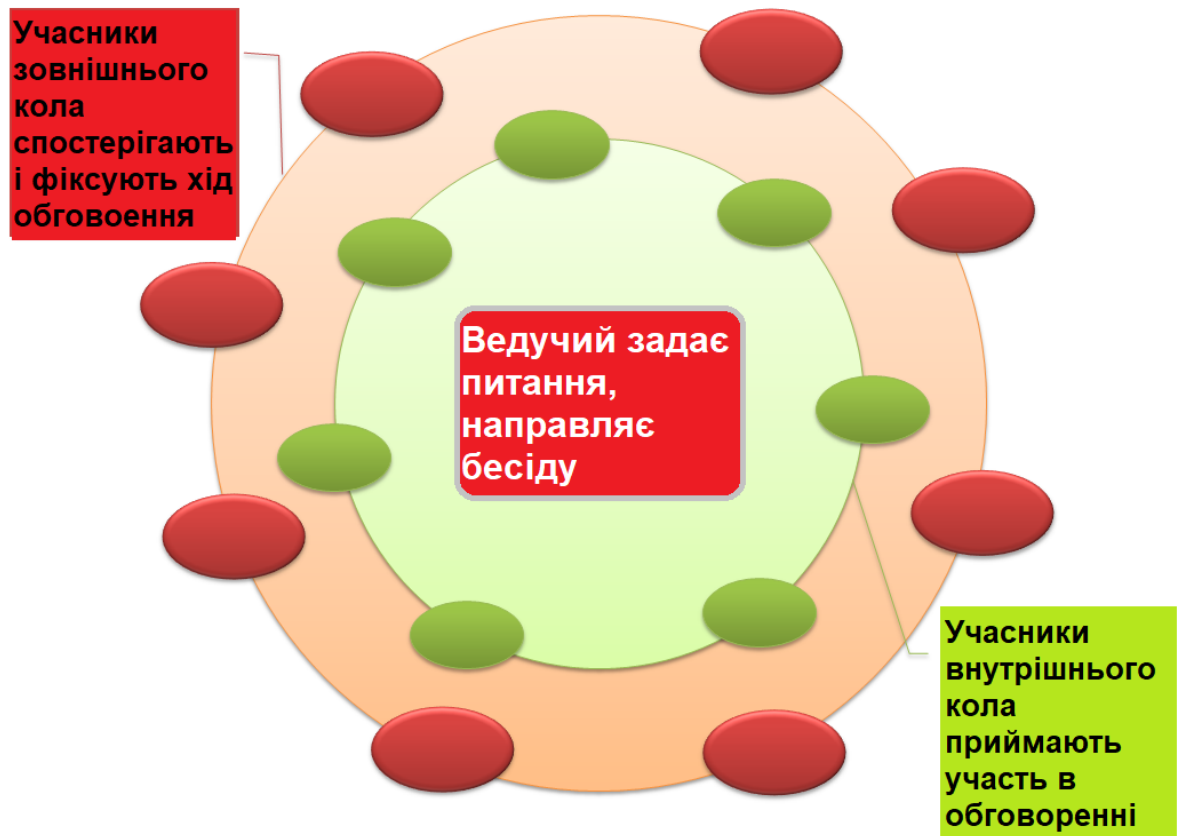 Учасники
зовнішнього
кола
спостерігають
і фіксують хід
обговоення
Ведучий задає
питання,
направляє
бесіду
Учасники
внутрішнього
кола
приймають
участь в
обговоренні